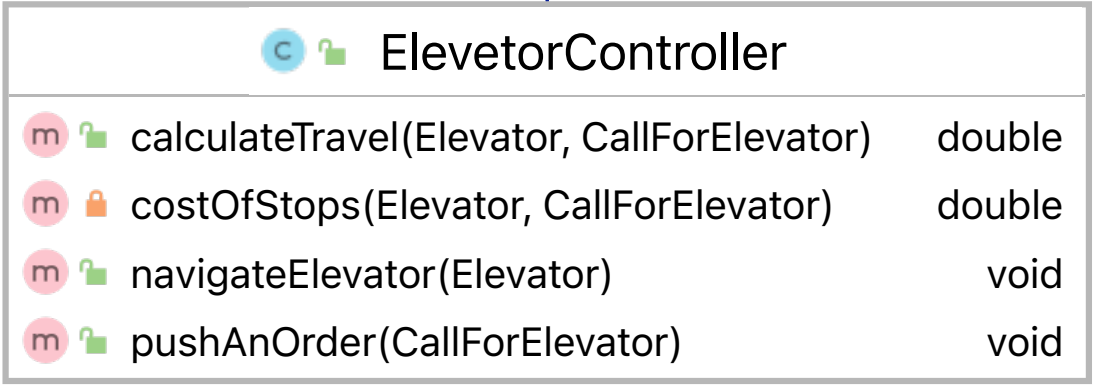 C ElevetorController
m calculateTravel(Elevator, CallForElevator) double
m costOfStops(Elevator, CallForElevator) double
m navigateElevator(Elevator) void
m pushAnOrder(CallForElevator) void